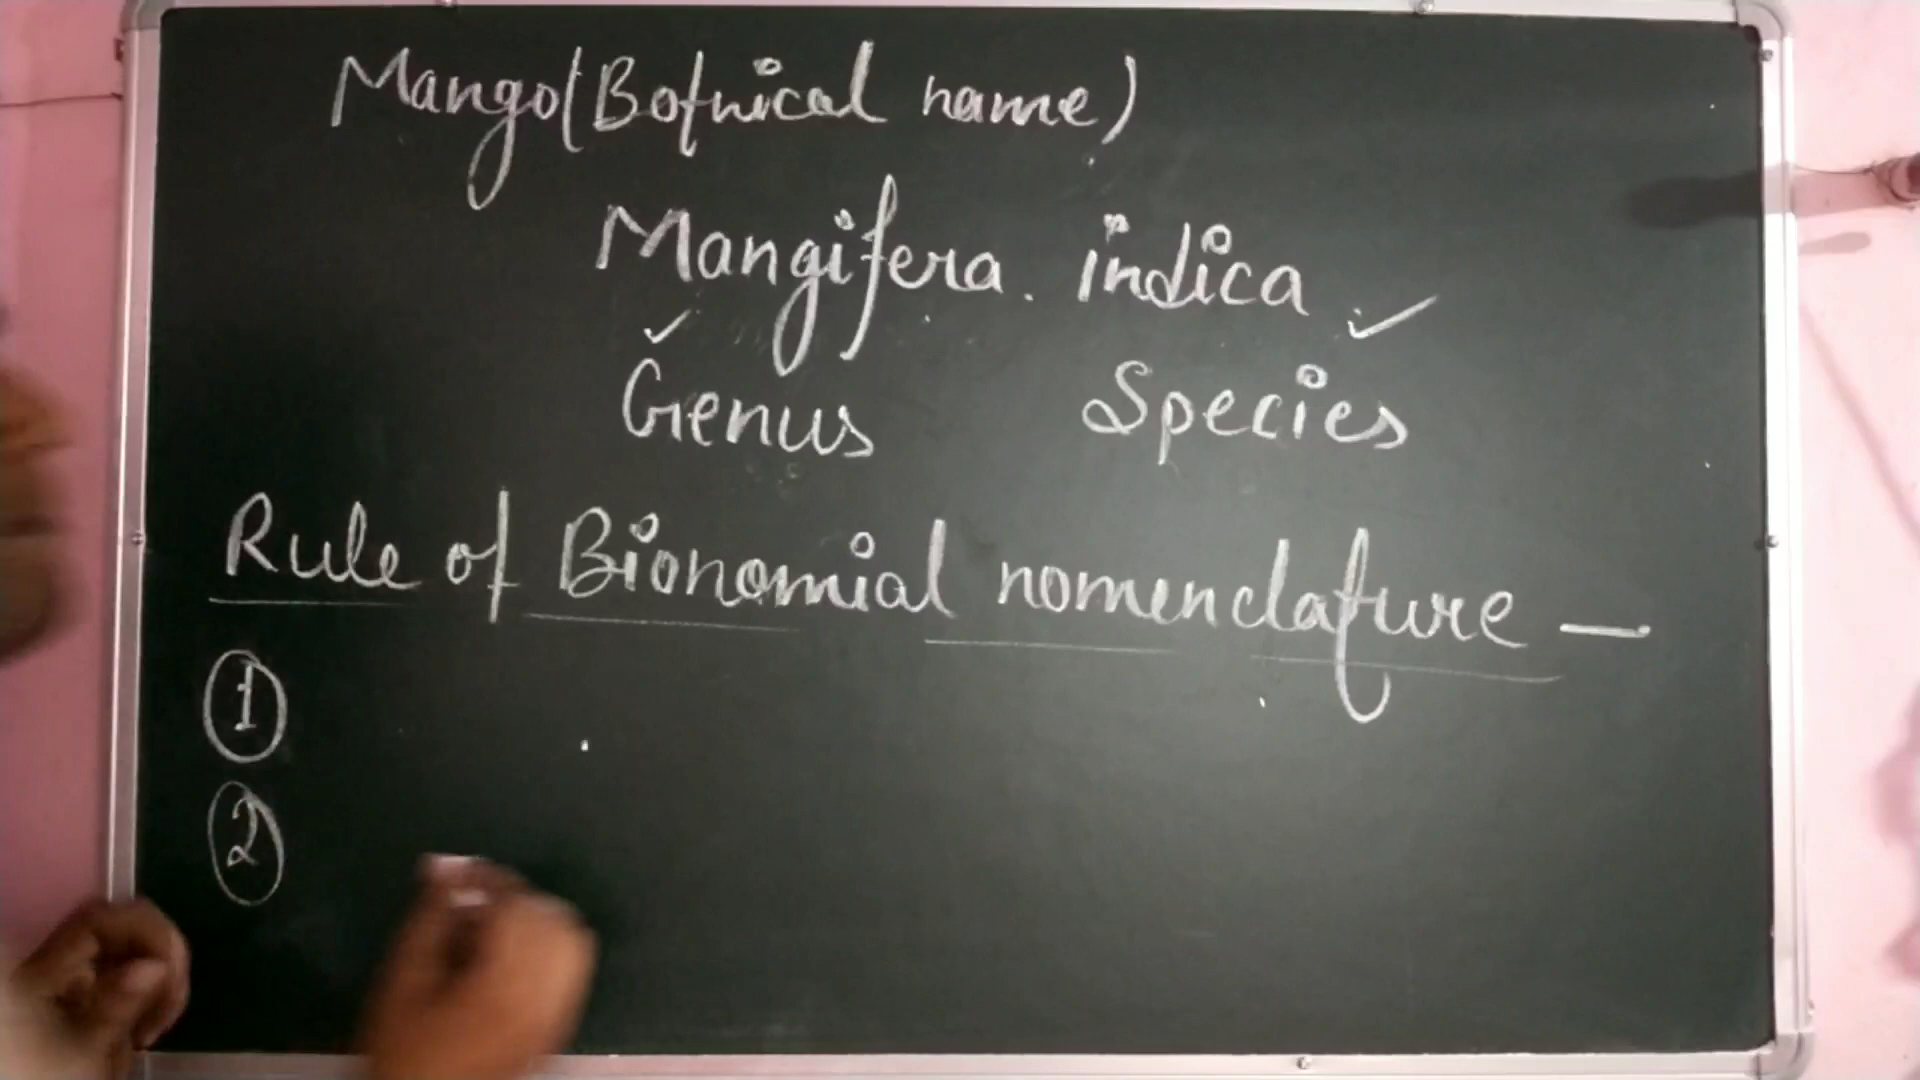 Mango(Botnical name)
Mangifera. indica
Genus Species
Rule of Bionomial nomenclature —
1
2